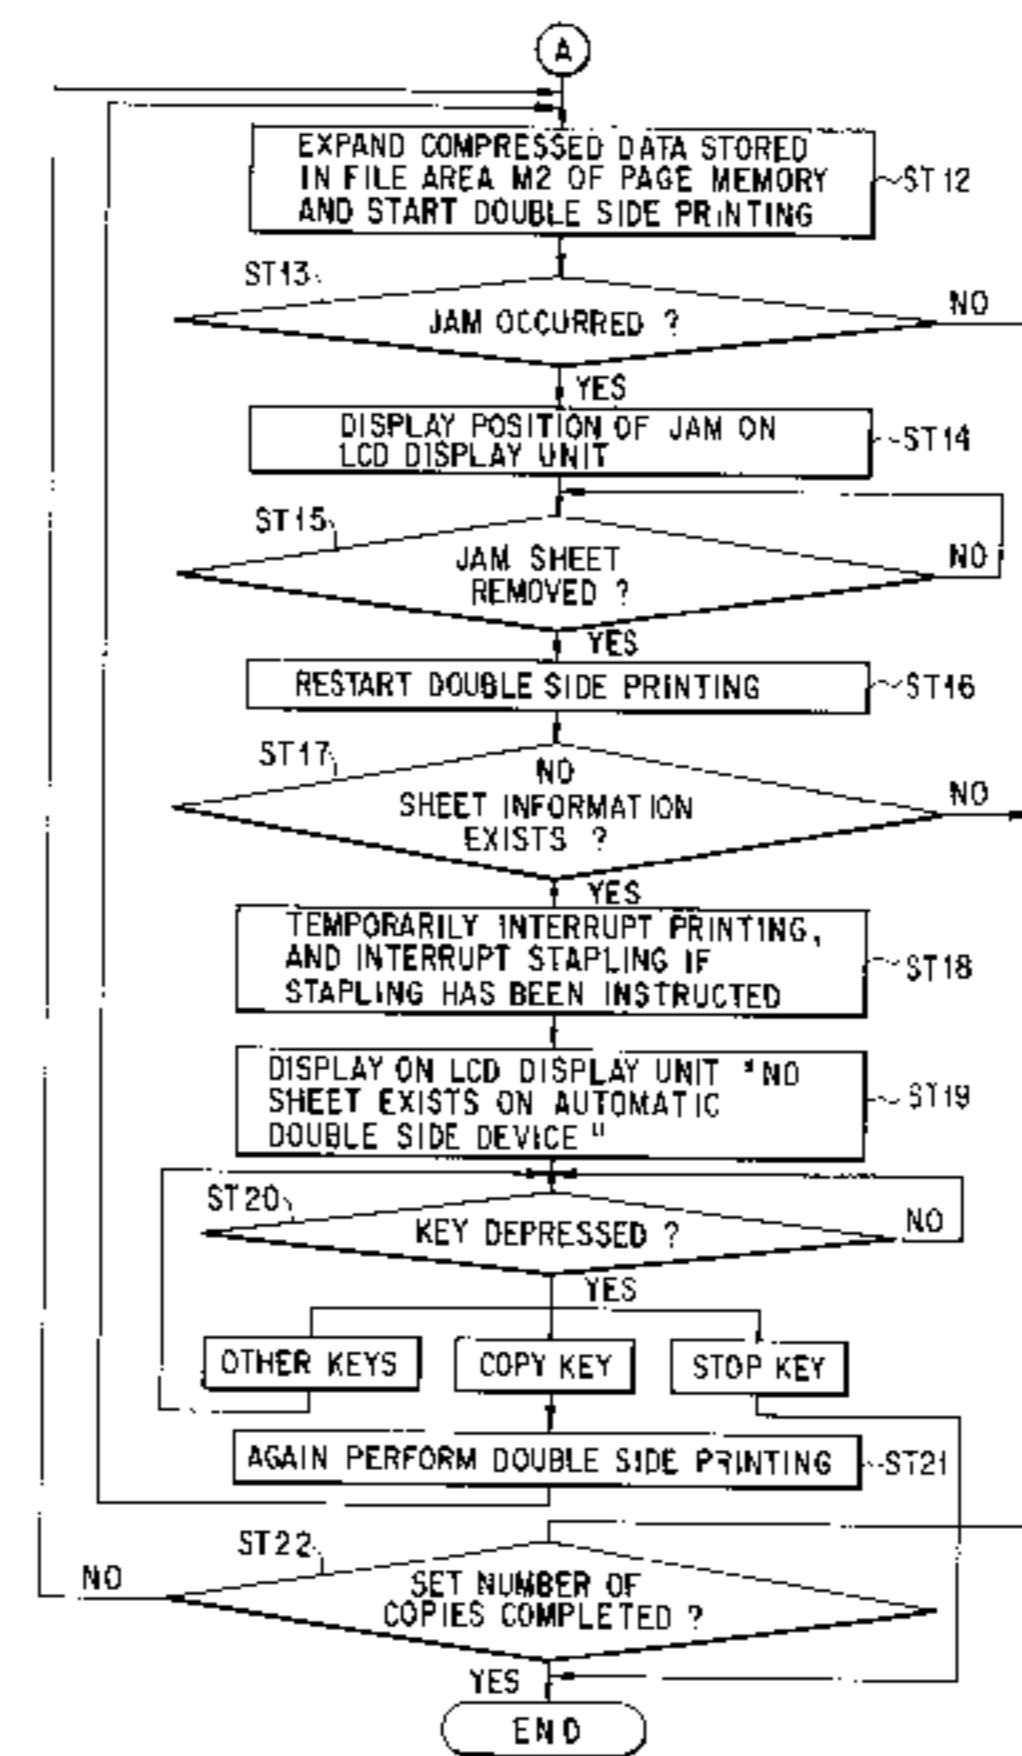 A
EXPAND COMPRESSED DATA STORED
IN FILE AREA M2 OF PAGE MEMORY
AND START DOUBLE SIDE PRINTING
ST12
ST13
JAM OCCURRED ?
NO
YES
DISPLAY POSITION OF JAM ON
LCD DISPLAY UNIT
ST14
ST15
JAM SHEET
REMOVED ?
NO
YES
RESTART DOUBLE SIDE PRINTING
ST16
ST17
NO
SHEET INFORMATION
EXISTS ?
NO
YES
TEMPORARILY INTERRUPT PRINTING,
AND INTERRUPT STAPLING IF
STAPLING HAS BEEN INSTRUCTED
ST18
DISPLAY ON LCD DISPLAY UNIT "NO
SHEET EXISTS ON AUTOMATIC
DOUBLE SIDE DEVICE"
ST19
ST20
KEY DEPRESSED ?
NO
YES
OTHER KEYS
COPY KEY
STOP KEY
AGAIN PERFORM DOUBLE SIDE PRINTING
ST21
ST22
NO
SET NUMBER OF
COPIES COMPLETED ?
YES
END